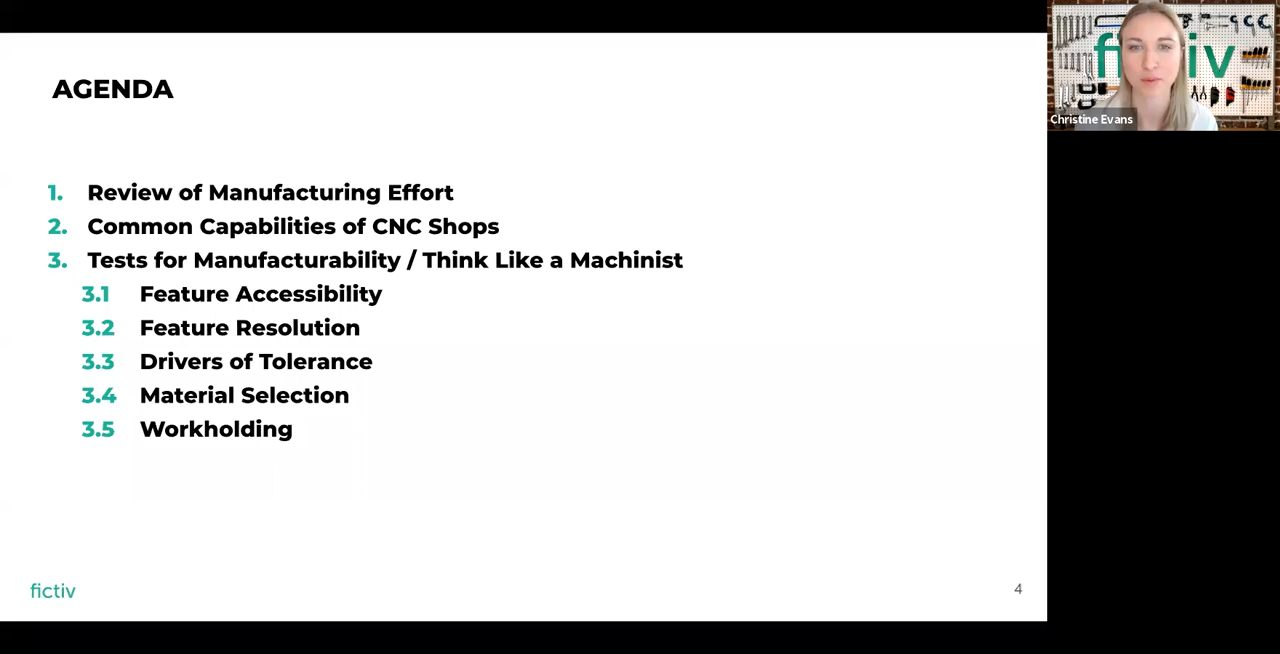 AGENDA
1. Review of Manufacturing Effort
2. Common Capabilities of CNC Shops
3. Tests for Manufacturability / Think Like a Machinist
3.1 Feature Accessibility
3.2 Feature Resolution
3.3 Drivers of Tolerance
3.4 Material Selection
3.5 Workholding
fictiv
4
fictiv
Christine Evans